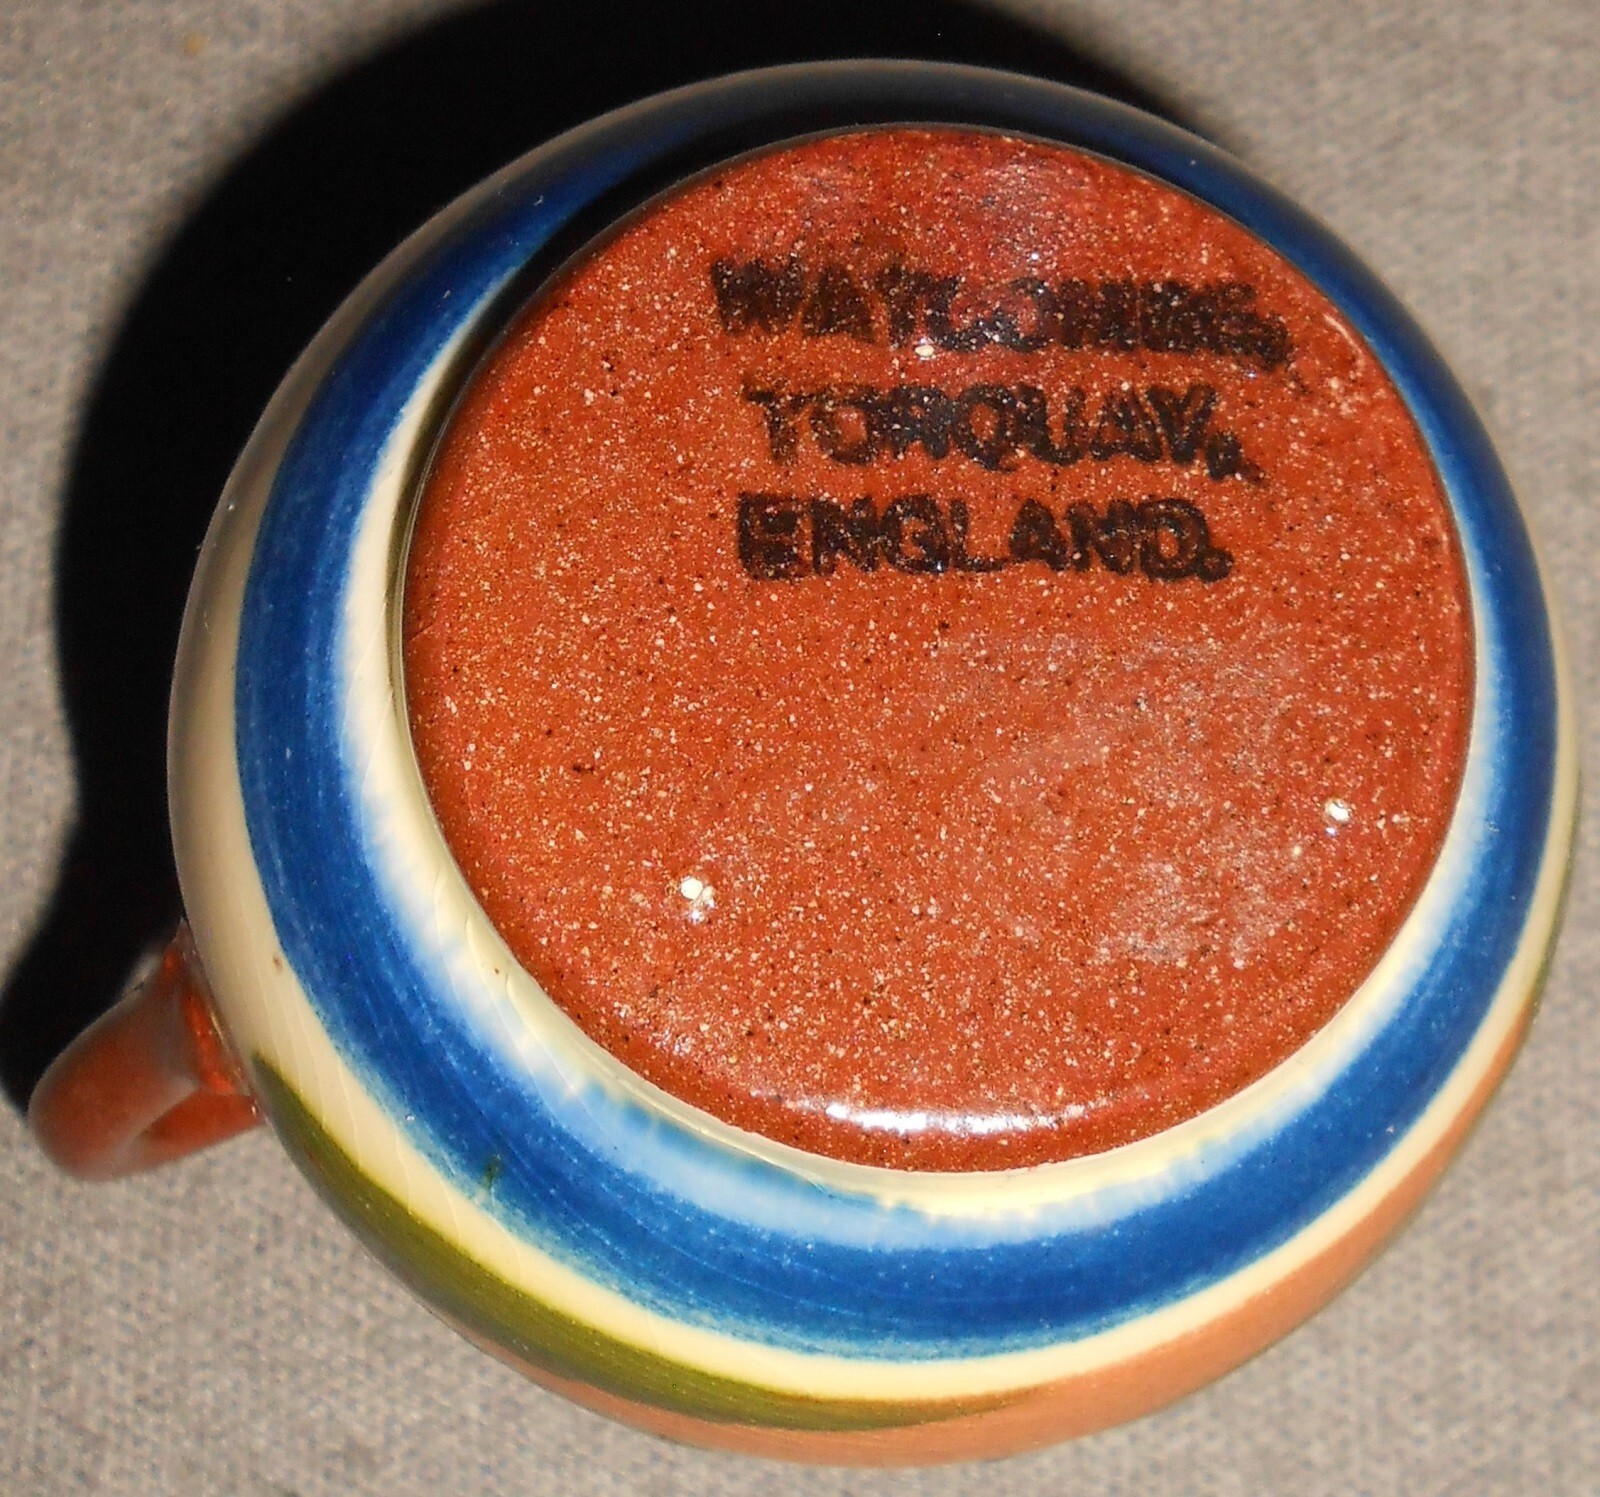 WATCOMBE,
TORQUAY,
ENGLAND.